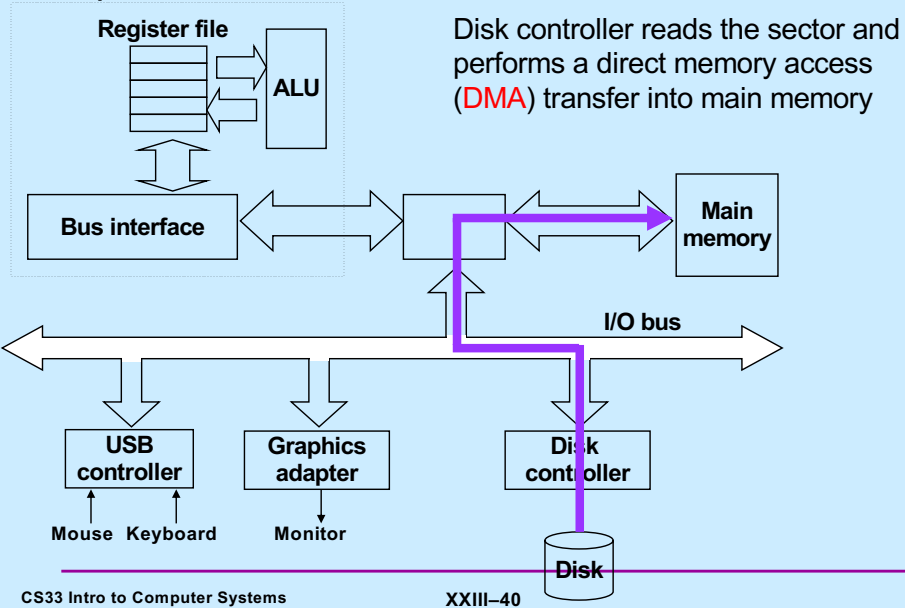 Register file
ALU
Disk controller reads the sector and
performs a direct memory access
(DMA) transfer into main memory
Bus interface
Main
memory
I/O bus
USB
controller
Graphics
adapter
Disk
controller
Mouse Keyboard
Monitor
Disk
CS33 Intro to Computer Systems
XXIII–40